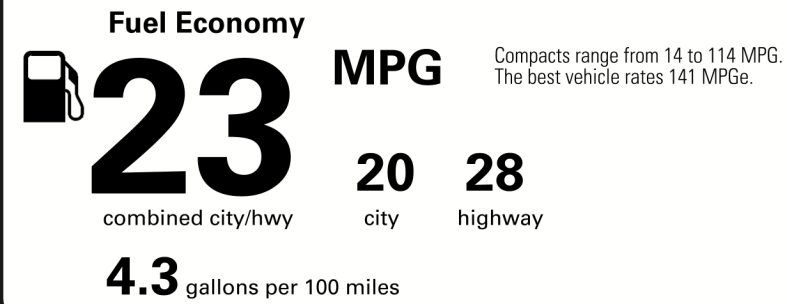 Fuel Economy
23 MPG
Compacts range from 14 to 114 MPG.
The best vehicle rates 141 MPGe.
20 28
combined city/hwy city highway
4.3 gallons per 100 miles